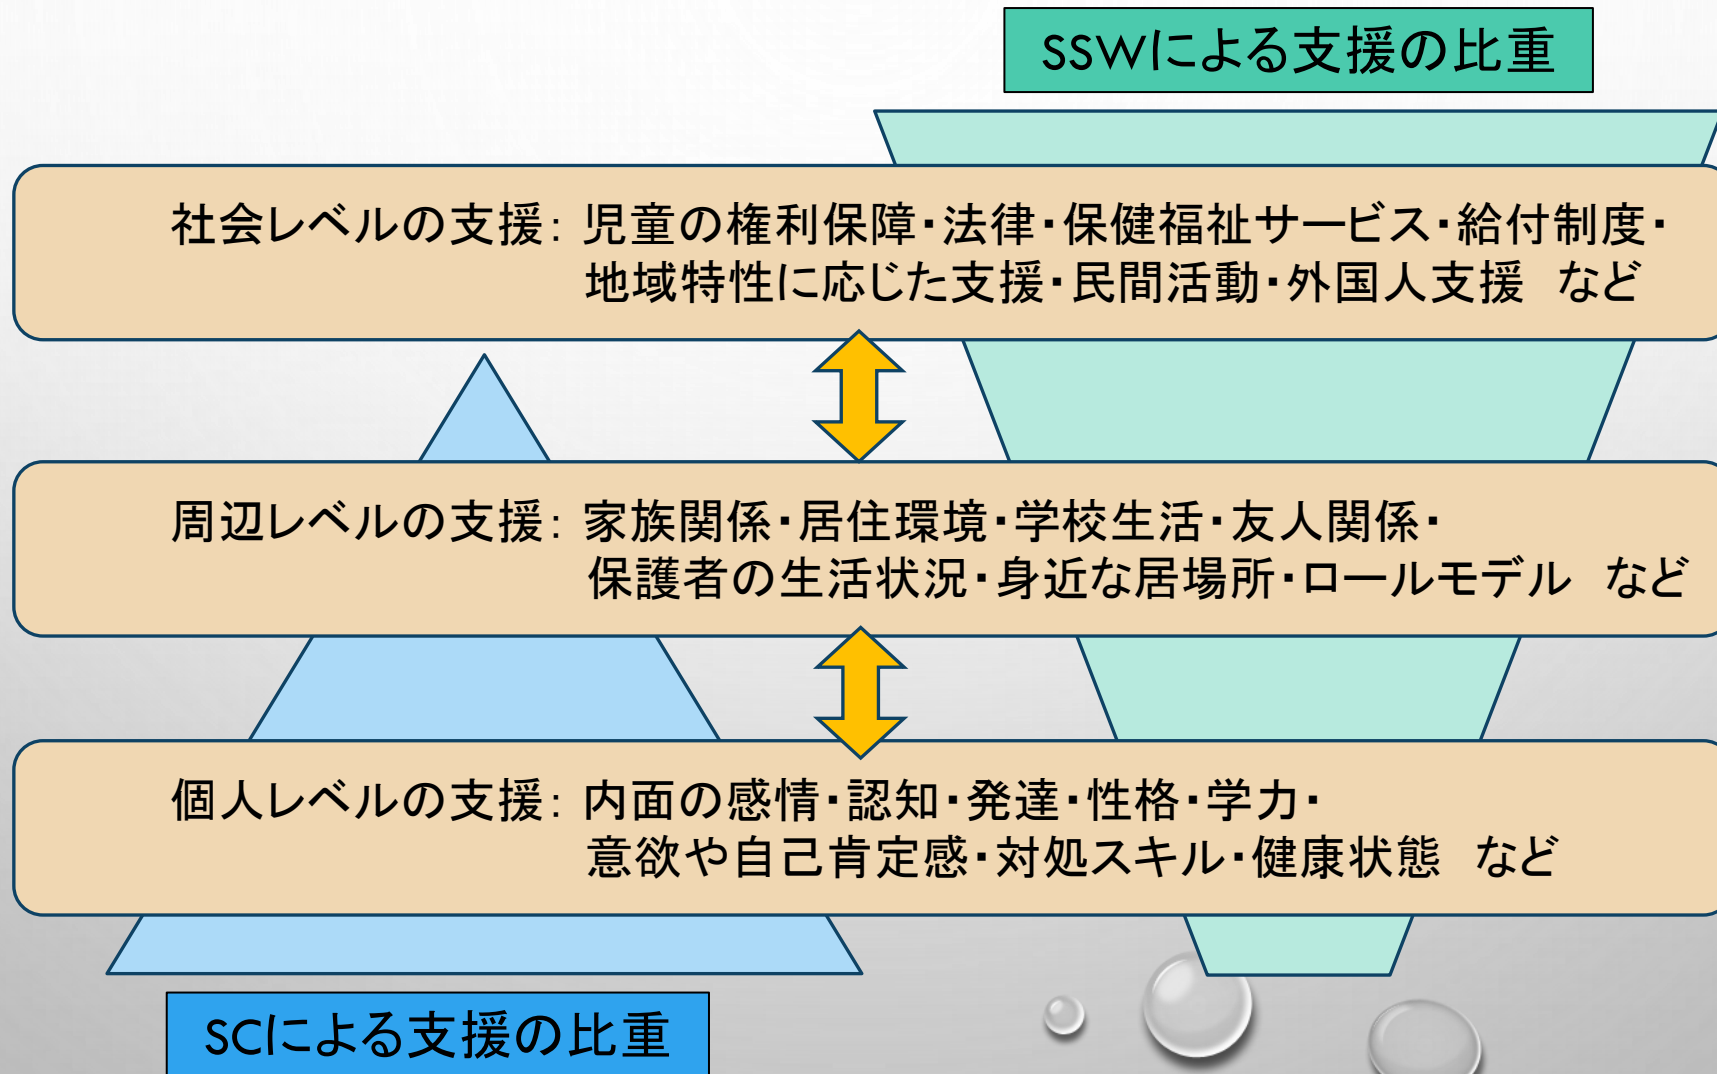 SSWによる支援の比重
社会レベルの支援: 児童の権利保障・法律・保健福祉サービス・給付制度・
地域特性に応じた支援・民間活動・外国人支援　など
周辺レベルの支援: 家族関係・居住環境・学校生活・友人関係・
保護者の生活状況・身近な居場所・ロールモデル　など
個人レベルの支援: 内面の感情・認知・発達・性格・学力・
意欲や自己肯定感・対処スキル・健康状態　など
SCによる支援の比重